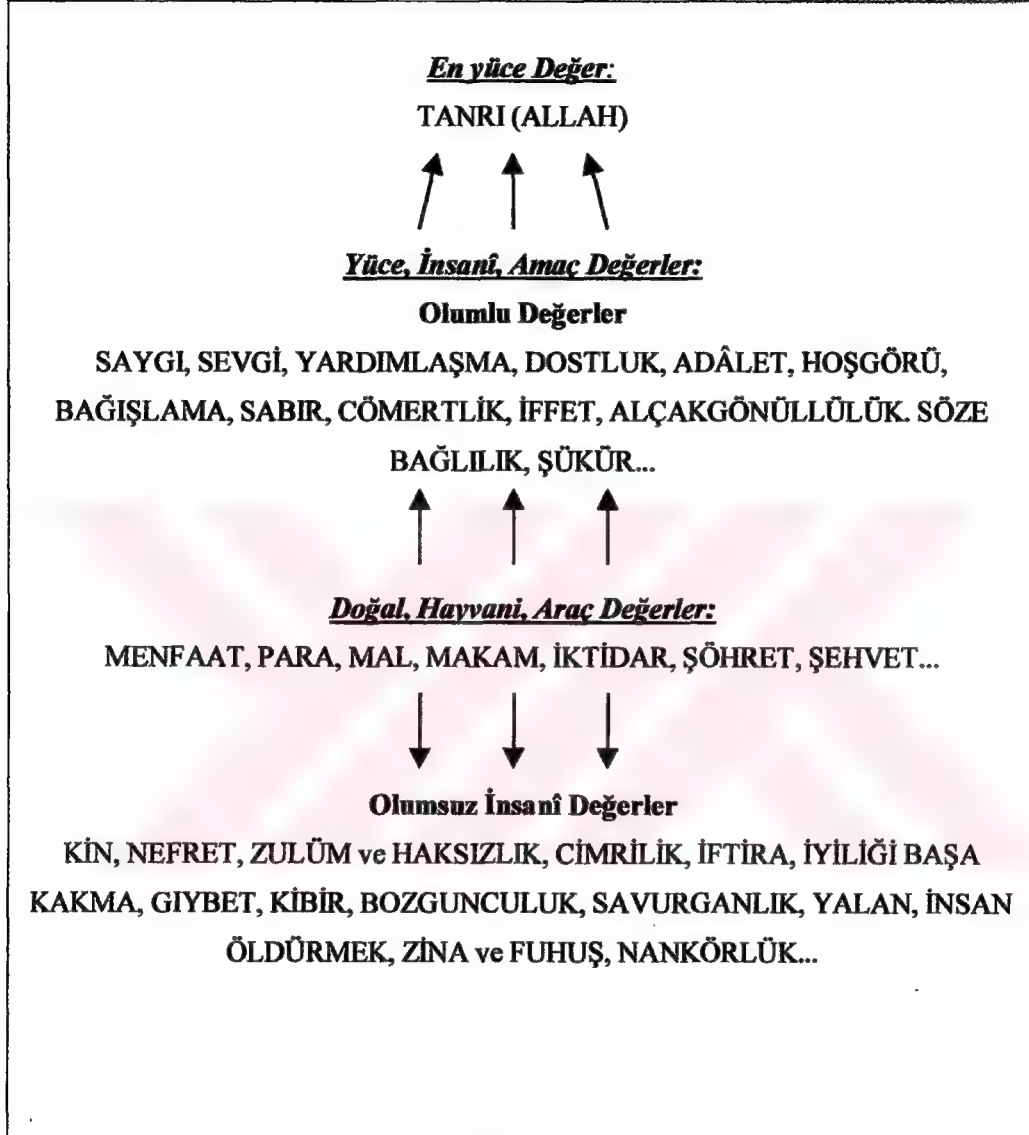 En yüce Değer:
TANRI (ALLAH)
Yüce, İnsanî, Amaç Değerler:
Olumlu Değerler
SAYGI, SEVGİ, YARDIMLAŞMA, DOSTLUK, ADÂLET, HOŞGÖRÜ,
BAĞIŞLAMA, SABIR, CÖMERTLİK, İFFET, ALÇAKGÖNÜLLÜLÜK. SÖZE
BAĞLILIK, ŞÜKÜR...
Doğal, Hayvani, Araç Değerler:
MENFAAT, PARA, MAL, MAKAM, İKTİDAR, ŞÖHRET, ŞEHVET...
Olumsuz İnsanî Değerler
KİN, NEFRET, ZULÜM ve HAKSIZLIK, CİMRİLİK, İFTİRA, İYİLİĞİ BAŞA
KAKMA, GIYBET, KİBİR, BOZGUNCULUK, SAVURGANLIK, YALAN, İNSAN
ÖLDÜRMEK, ZİNA ve FUHUŞ, NANKÖRLÜK...